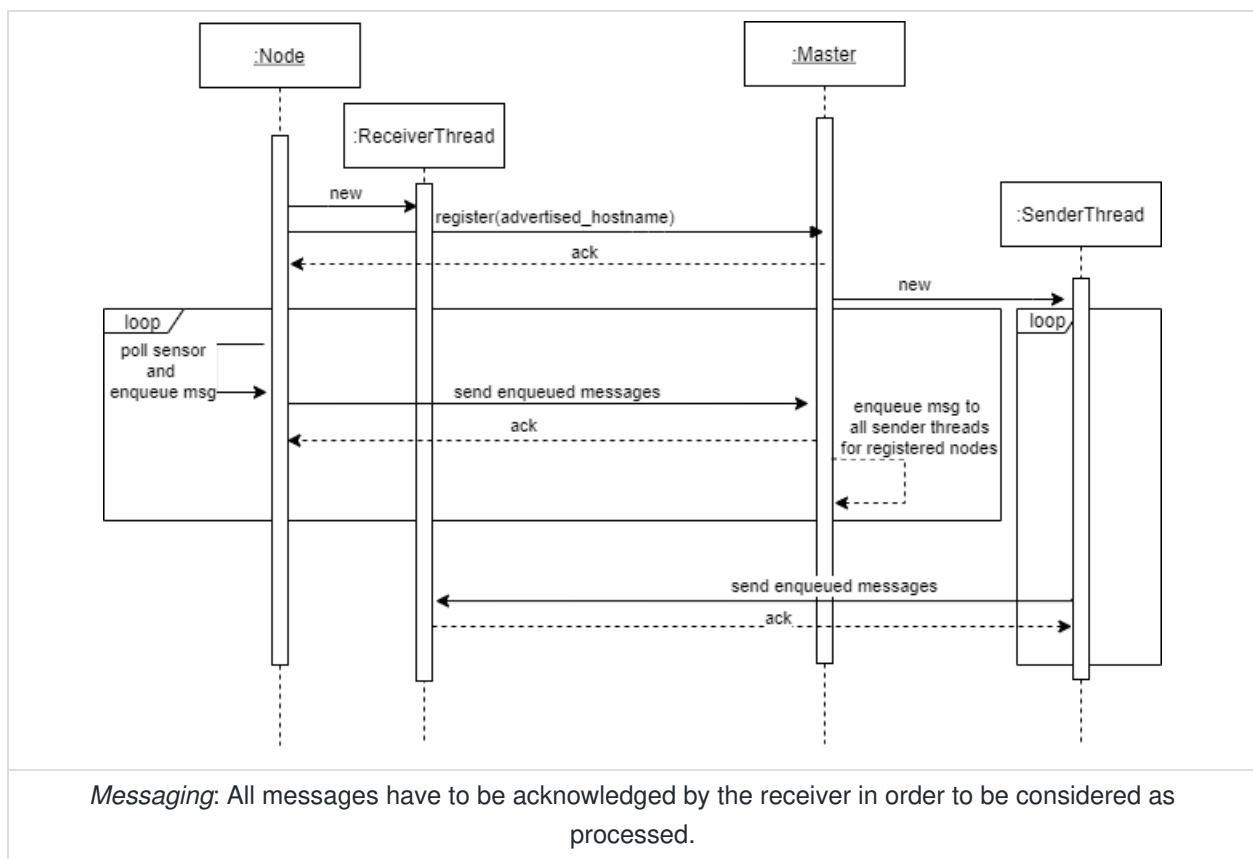 :Node
:Master
:ReceiverThread
:SenderThread
new
register(advertised_hostname)
ack
new
loop
loop
poll sensor
and
enqueue msg
send enqueued messages
enqueue msg to
all sender threads
for registered nodes
ack
send enqueued messages
ack
Messaging: All messages have to be acknowledged by the receiver in order to be considered as
processed.